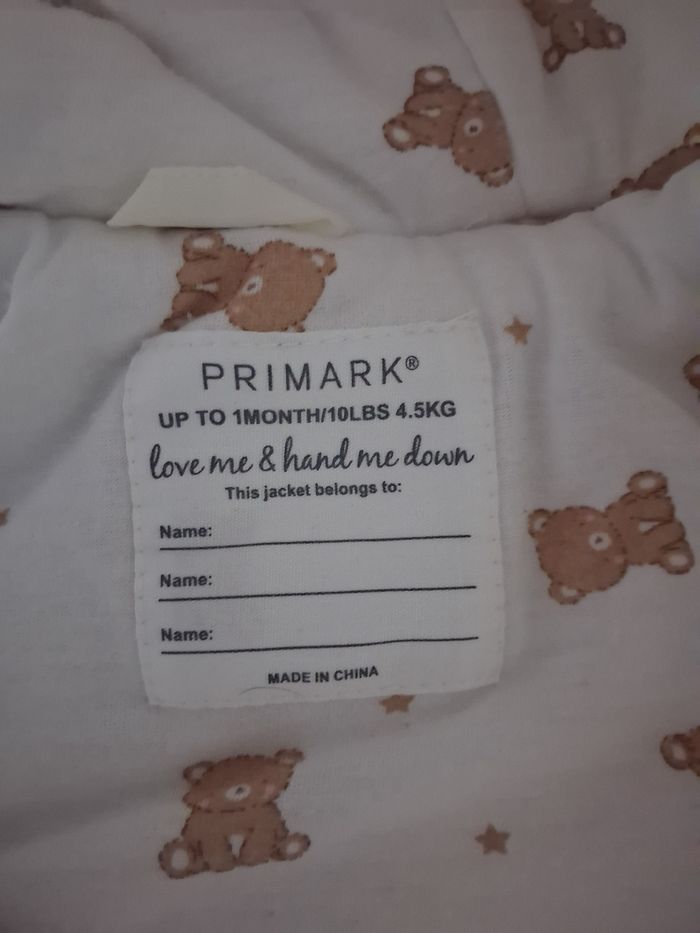 PRIMARK®
UP TO 1MONTH/10LBS 4.5KG
love me & hand me down
This jacket belongs to:
Name:
Name:
Name:
MADE IN CHINA